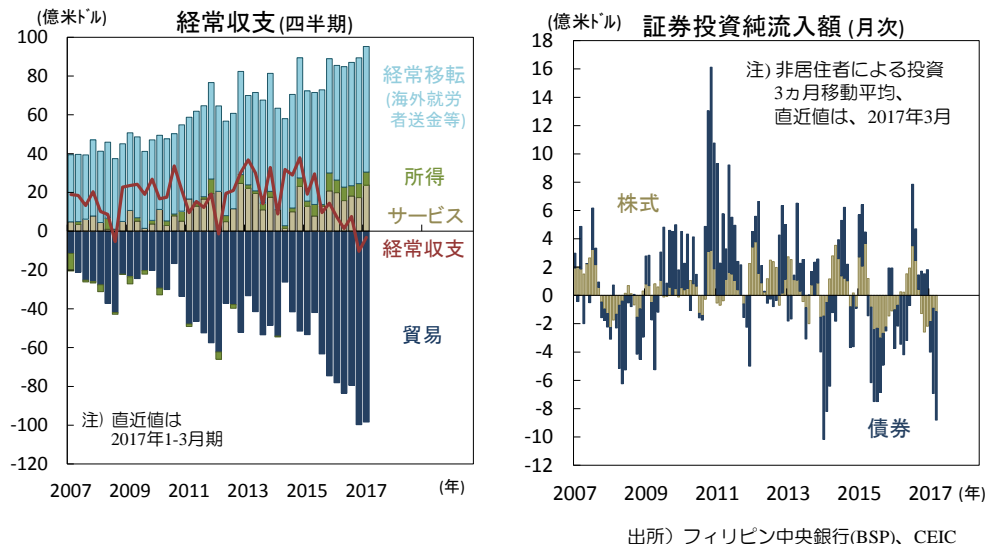 経常収支(四半期)
(億米ドル)
100
80
60
40
20
0
-20
-40
-60
-80
-100
-120
経常移転
(海外就労
者送金等)
所得
サービス
経常収支
貿易
注) 直近値は
2017年1-3月期
2007 2009 2011 2013 2015 2017 (年)
証券投資純流入額 (月次)
(億米ドル)
18
16
14
12
10
8
6
4
2
0
-2
-4
-6
-8
-10
-12
注) 非居住者による投資
3ヵ月移動平均、
直近値は、2017年3月
株式
債券
2007 2009 2011 2013 2015 2017 (年)
出所) フィリピン中央銀行(BSP)、CEIC